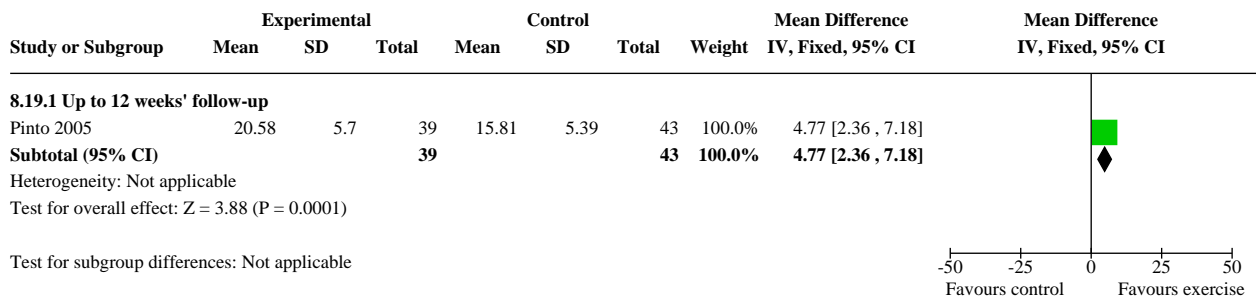 Experimental Control Mean Difference Mean Difference
Study or Subgroup Mean SD Total Mean SD Total Weight IV, Fixed, 95% CI IV, Fixed, 95% CI
8.19.1 Up to 12 weeks' follow-up
Pinto 2005 20.58 5.7 39 15.81 5.39 43 100.0% 4.77 [2.36 , 7.18]
Subtotal (95% CI) 39 43 100.0% 4.77 [2.36 , 7.18]
Heterogeneity: Not applicable
Test for overall effect: Z = 3.88 (P = 0.0001)
Test for subgroup differences: Not applicable
-50 -25 0 25 50
Favours control Favours exercise